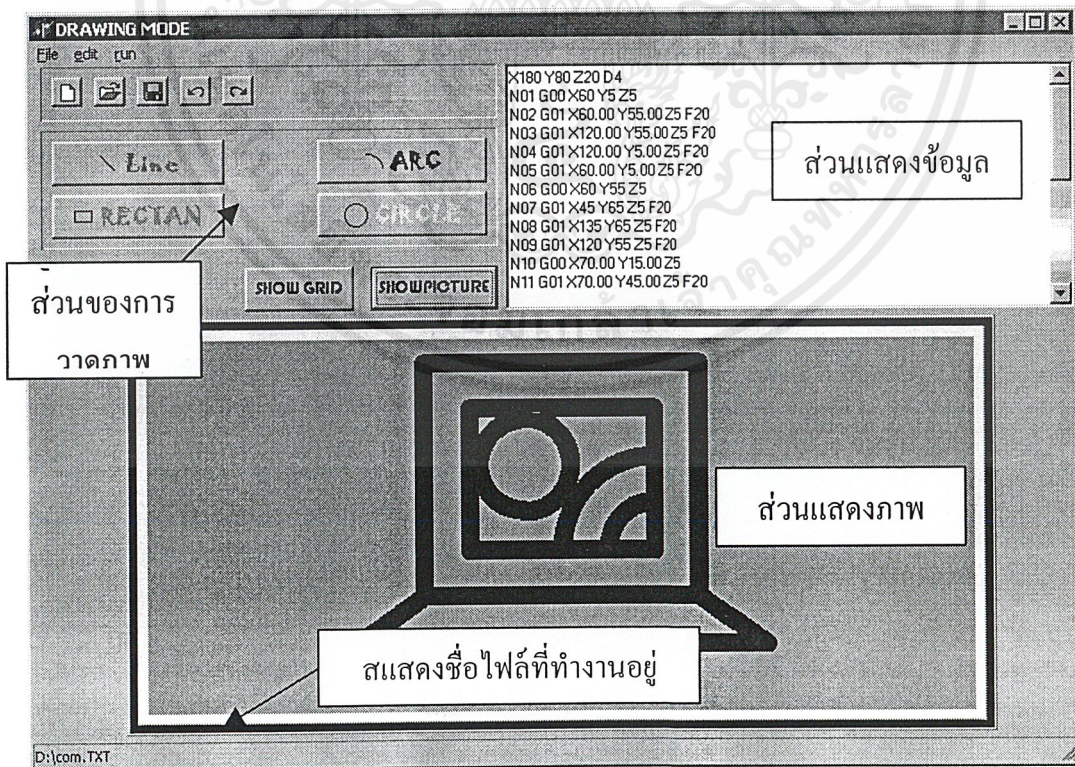 DRAWING MODE
File edit run
X180 Y80 Z20 D4
N01 G00 X60 Y5 Z5
N02 G01 X60.00 Y55.00 Z5 F20
N03 G01 X120.00 Y55.00 Z5 F20
N04 G01 X120.00 Y5.00 Z5 F20
N05 G01 X60.00 Y5.00 Z5 F20
N06 G00 X60 Y55 Z5
N07 G01 X45 Y65 Z5 F20
N08 G01 X135 Y65 Z5 F20
N09 G01 X120 Y55 Z5 F20
N10 G00 X70.00 Y15.00 Z5
N11 G01 X70.00 Y45.00 Z5 F20
ส่วนแสดงข้อมูล
Line
ARC
RECTAN
CIRCLE
SHOW GRID
SHOWPICTURE
ส่วนของการ
วาดภาพ
ส่วนแสดงภาพ
สแสดงชื่อไฟล์ที่ทำงานอยู่
D:\com.TXT